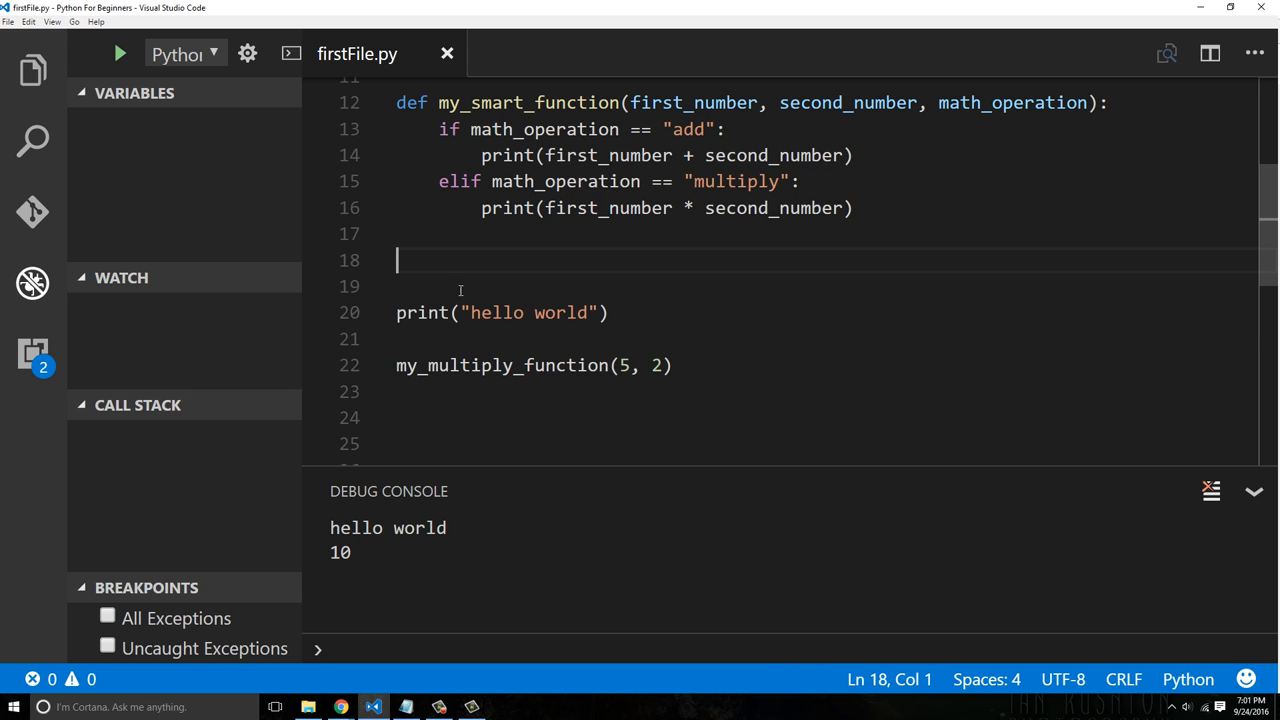 firstFile.py - Python For Beginners - Visual Studio Code
File Edit View Go Help
Python
firstFile.py
VARIABLES
WATCH
CALL STACK
BREAKPOINTS
All Exceptions
Uncaught Exceptions
2
11
12 def my_smart_function(first_number, second_number, math_operation):
13 if math_operation == "add":
14 print(first_number + second_number)
15 elif math_operation == "multiply":
16 print(first_number * second_number)
17
18
19
20 print("hello world")
21
22 my_multiply_function(5, 2)
23
24
25
DEBUG CONSOLE
hello world
10
0 0 Ln 18, Col 1 Spaces: 4 UTF-8 CRLF Python
I'm Cortana. Ask me anything.
7:01 PM
9/24/2016